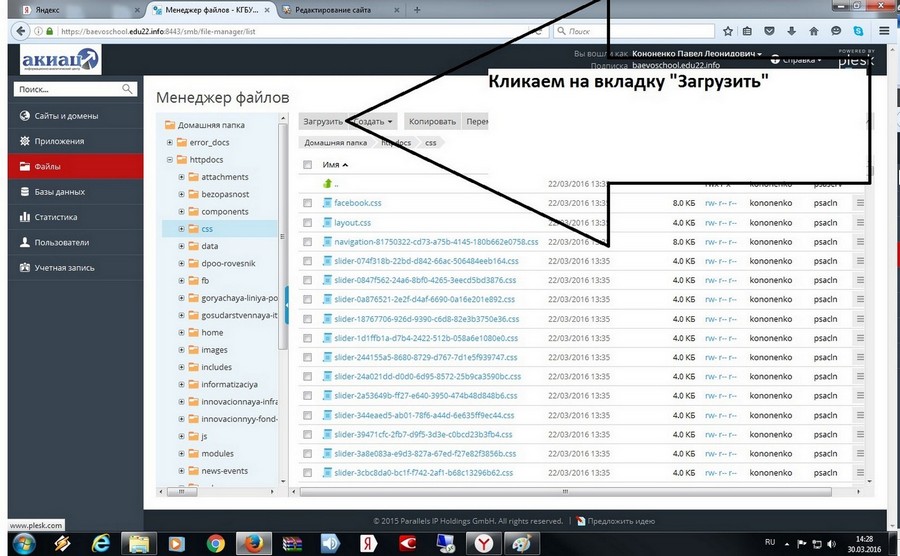 Яндекс
Менеджер файлов - КГБУ...
Редактирование сайта
https://baevoschool.edu22.info:8443/smb/file-manager/list
Поиск
акиац
Вы вошли как Кононенко Павел Леонидович
Подписка baevoschool.edu22.info
Справка
POWERED BY
plesk
Кликаем на вкладку "Загрузить"
Поиск...
Сайты и домены
Приложения
Файлы
Базы данных
Статистика
Пользователи
Учетная запись
Менеджер файлов
Домашняя папка
error_docs
httpdocs
attachments
bezopasnost
components
css
data
dpoo-rovesnik
fb
goryachaya-liniya-po
gosudarstvennaya-it
home
images
includes
informatizaciya
innovacionnaya-infra
innovacionnyy-fond-
js
modules
news-events
Загрузить Создать Копировать Перем
Домашняя папка httpdocs css
Имя
.. 22/03/2016 13:35 rwx r-x psaserv
facebook.css 22/03/2016 13:35 8.0 КБ rw- r-- r-- kononenko psacln
layout.css 22/03/2016 13:35 4.0 КБ rw- r-- r-- kononenko psacln
navigation-81750322-cd73-a75b-4145-180b662e0758.css 22/03/2016 13:35 8.0 КБ rw- r-- r-- kononenko psacln
slider-074f318b-22bd-d842-66ac-506484eeb164.css 22/03/2016 13:35 4.0 КБ rw- r-- r-- kononenko psacln
slider-0847f562-24a6-8bf0-4265-3eecd5bd3876.css 22/03/2016 13:35 4.0 КБ rw- r-- r-- kononenko psacln
slider-0a876521-2e2f-d4af-6690-0a16e201e892.css 22/03/2016 13:35 4.0 КБ rw- r-- r-- kononenko psacln
slider-18767706-926d-9390-c6d8-82e3b3750e36.css 22/03/2016 13:35 4.0 КБ rw- r-- r-- kononenko psacln
slider-1d1ffb1a-d7b4-2422-512b-058a6e1080e0.css 22/03/2016 13:35 4.0 КБ rw- r-- r-- kononenko psacln
slider-244155a5-8680-8729-d767-7d1e5f939747.css 22/03/2016 13:35 4.0 КБ rw- r-- r-- kononenko psacln
slider-24a021dd-d0d0-6d95-8572-25b9ca3590bc.css 22/03/2016 13:35 4.0 КБ rw- r-- r-- kononenko psacln
slider-2a53649b-ff27-e640-3950-474b48d848b6.css 22/03/2016 13:35 4.0 КБ rw- r-- r-- kononenko psacln
slider-344eaed5-ab01-78f6-a44d-6e635ff9ec44.css 22/03/2016 13:35 4.0 КБ rw- r-- r-- kononenko psacln
slider-39471cfc-2fb7-d9f5-3d3e-c0bcd23b3fb4.css 22/03/2016 13:35 4.0 КБ rw- r-- r-- kononenko psacln
slider-3a8e083a-e9d3-827a-67ed-f27e82f3856b.css 22/03/2016 13:35 4.0 КБ rw- r-- r-- kononenko psacln
slider-3cbc8da0-bc1f-f742-2af1-b68c13296b62.css 22/03/2016 13:35 4.0 КБ rw- r-- r-- kononenko psacln
© 2015 Parallels IP Holdings GmbH. All rights reserved. Предложить идею
www.plesk.com
RU
14:28
30.03.2016